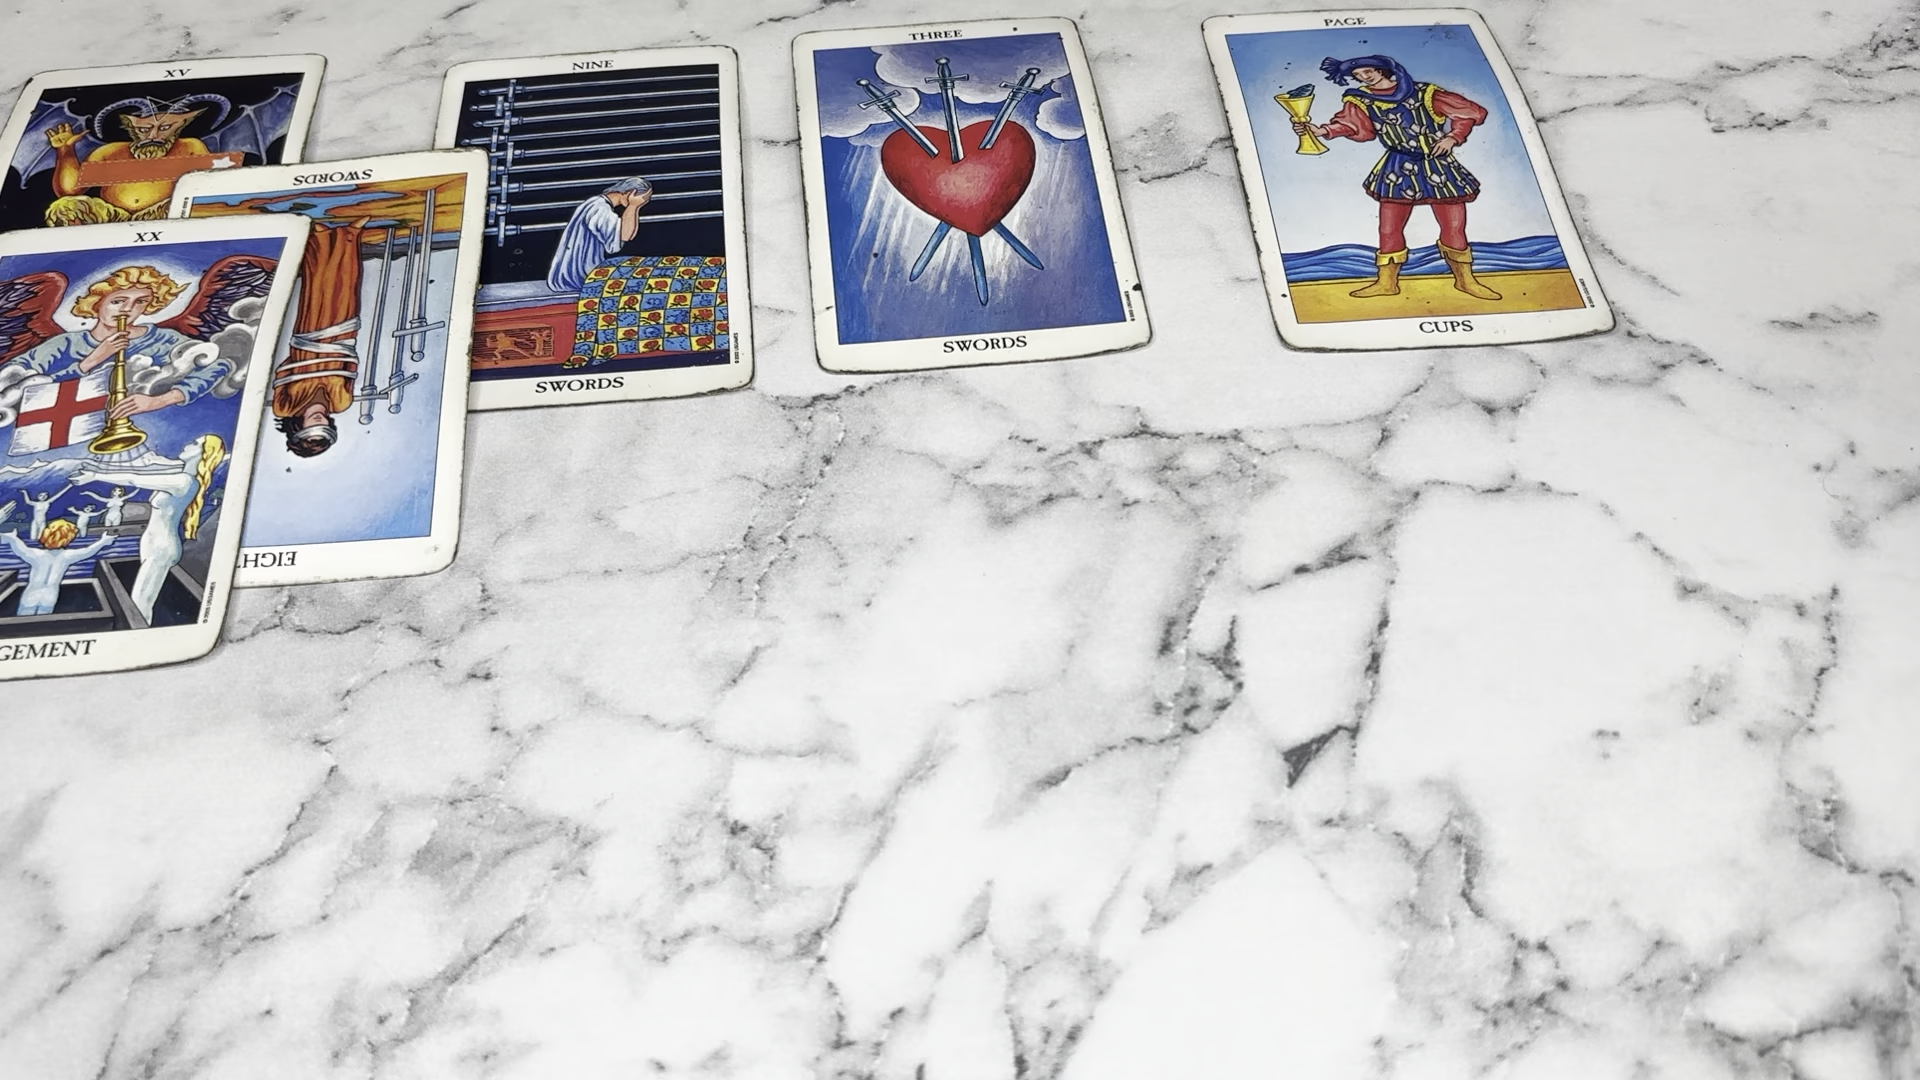 XV
SWORDS
EIGHT
XX
GEMENT
NINE
SWORDS
THREE
SWORDS
PAGE
CUPS